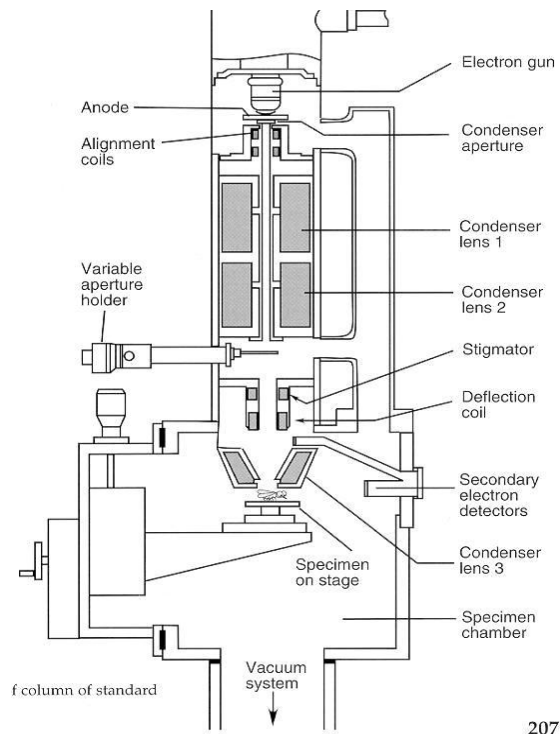 Electron gun
Anode
Condenser
aperture
Alignment
coils
Condenser
lens 1
Variable
aperture
holder
Condenser
lens 2
Stigmator
Deflection
coil
Secondary
electron
detectors
Condenser
lens 3
Specimen
on stage
Specimen
chamber
Vacuum
system
f column of standard
207